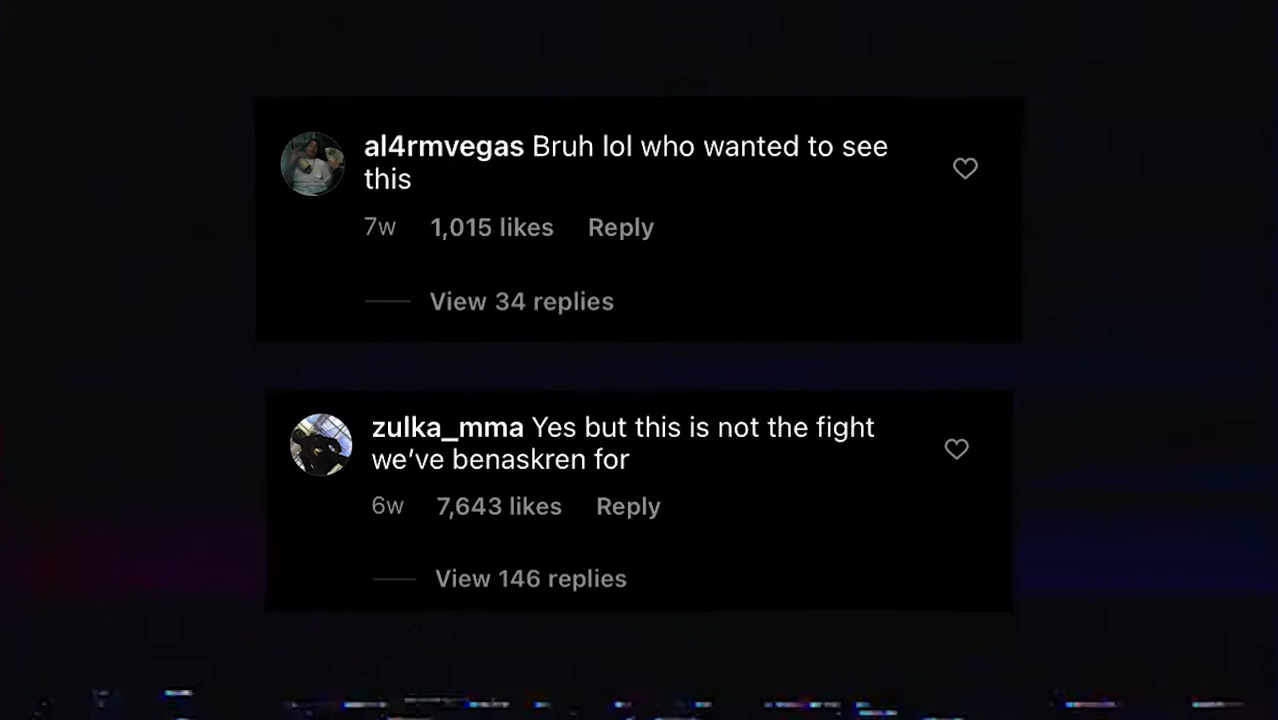 al4rmvegas Bruh lol who wanted to see
this
7w 1,015 likes Reply
View 34 replies
zulka_mma Yes but this is not the fight
we've benaskren for
6w 7,643 likes Reply
View 146 replies